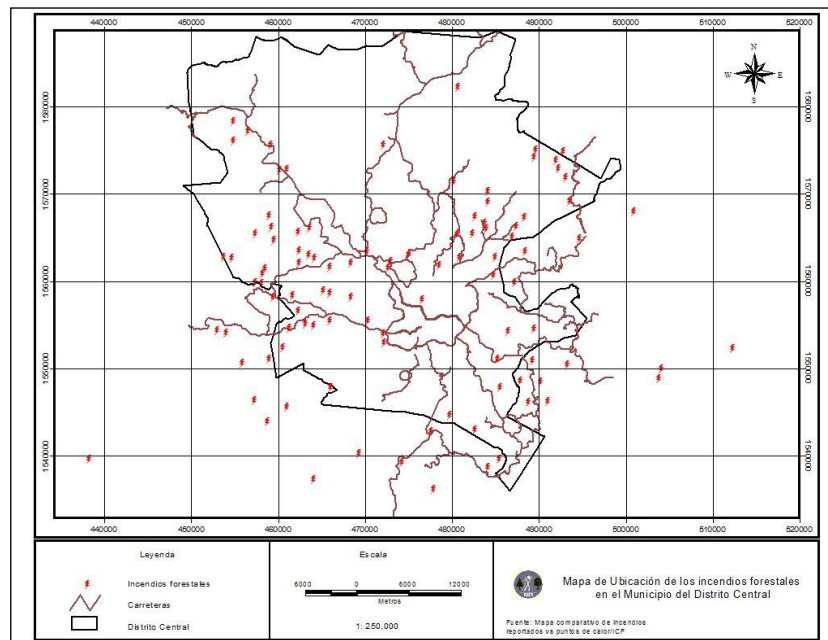 440000 450000 460000 470000 480000 490000 500000 510000 520000
N
W E
S
1680000 1680000
1570000 1570000
1560000 1560000
1550000 1550000
1540000 1540000
440000 450000 460000 470000 480000 490000 500000 510000 520000
Leyenda
Incendios forestales
Carreteras
Distrito Central
Escala
6000 0 6000 12000
Metros
1: 250,000
Mapa de Ubicación de los incendios forestales
en el Municipio del Distrito Central
Fuente: Mapa comparativo de incendios
reportados vs puntos de calor/ICF